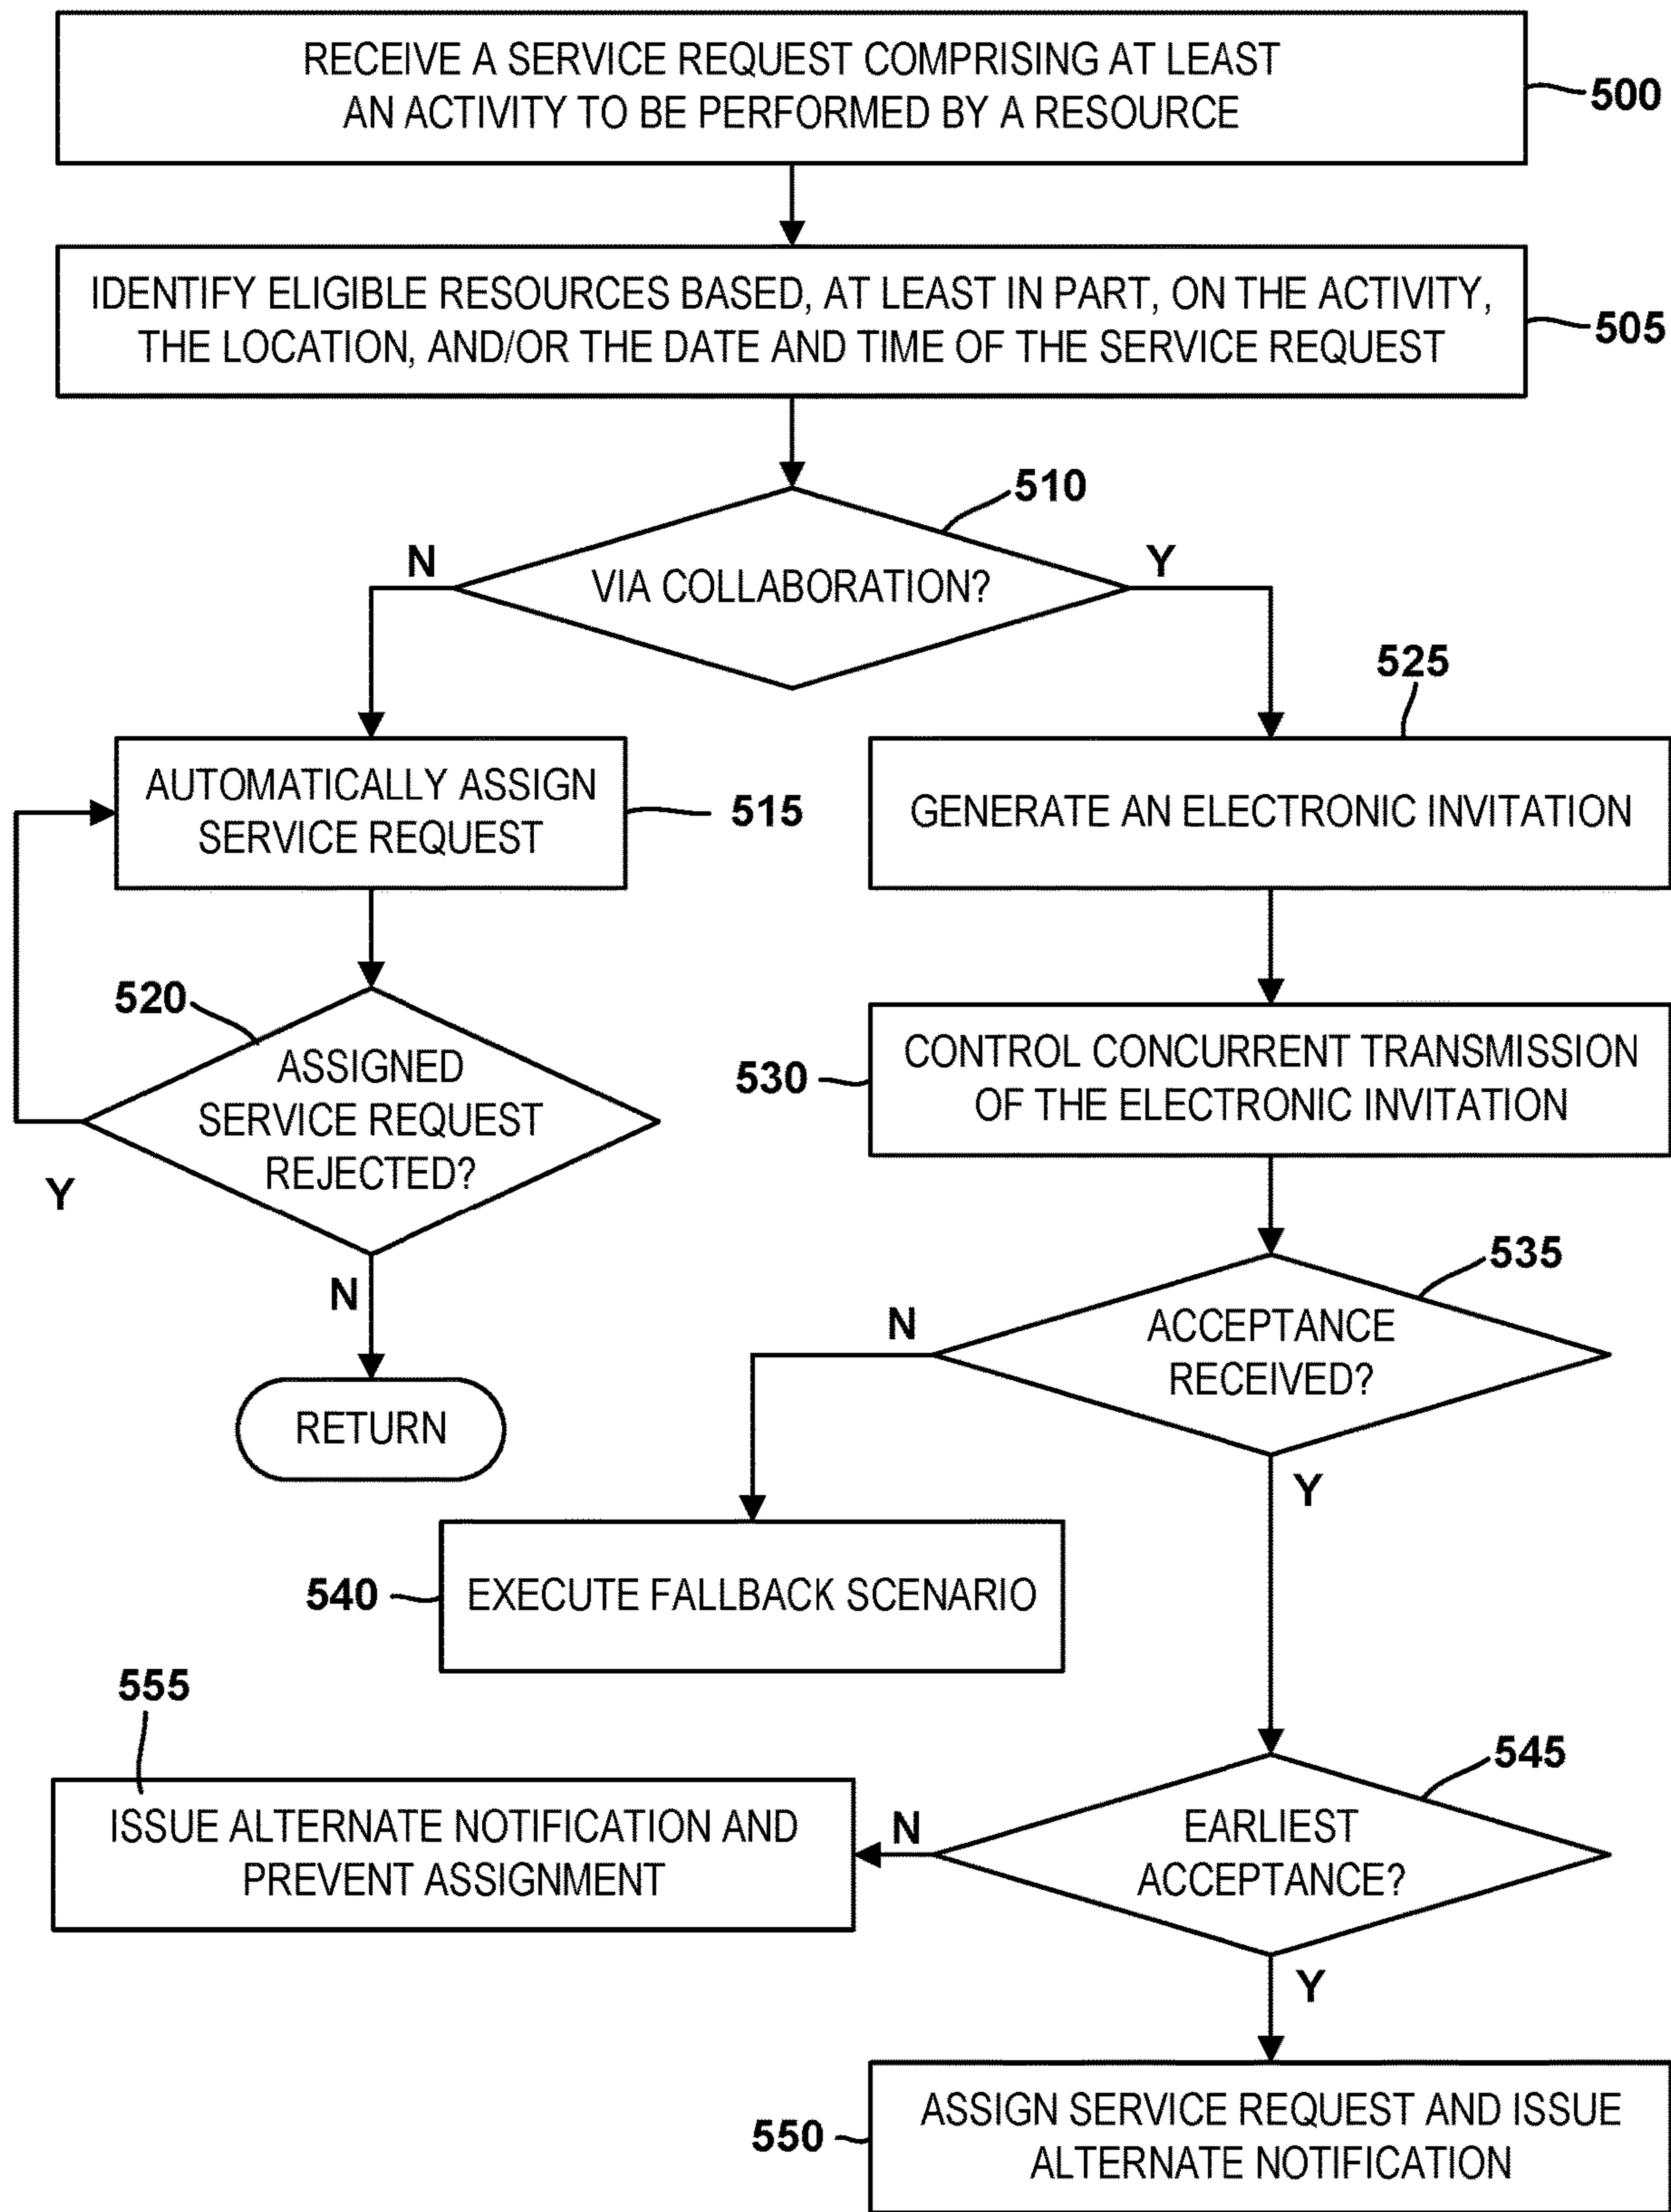 RECEIVE A SERVICE REQUEST COMPRISING AT LEAST
AN ACTIVITY TO BE PERFORMED BY A RESOURCE
500
IDENTIFY ELIGIBLE RESOURCES BASED, AT LEAST IN PART, ON THE ACTIVITY,
THE LOCATION, AND/OR THE DATE AND TIME OF THE SERVICE REQUEST
505
510
N
VIA COLLABORATION?
Y
AUTOMATICALLY ASSIGN
SERVICE REQUEST
515
520
ASSIGNED
SERVICE REQUEST
REJECTED?
Y
N
RETURN
525
GENERATE AN ELECTRONIC INVITATION
530
CONTROL CONCURRENT TRANSMISSION
OF THE ELECTRONIC INVITATION
535
ACCEPTANCE
RECEIVED?
N
Y
540
EXECUTE FALLBACK SCENARIO
545
EARLIEST
ACCEPTANCE?
N
555
ISSUE ALTERNATE NOTIFICATION AND
PREVENT ASSIGNMENT
Y
550
ASSIGN SERVICE REQUEST AND ISSUE
ALTERNATE NOTIFICATION